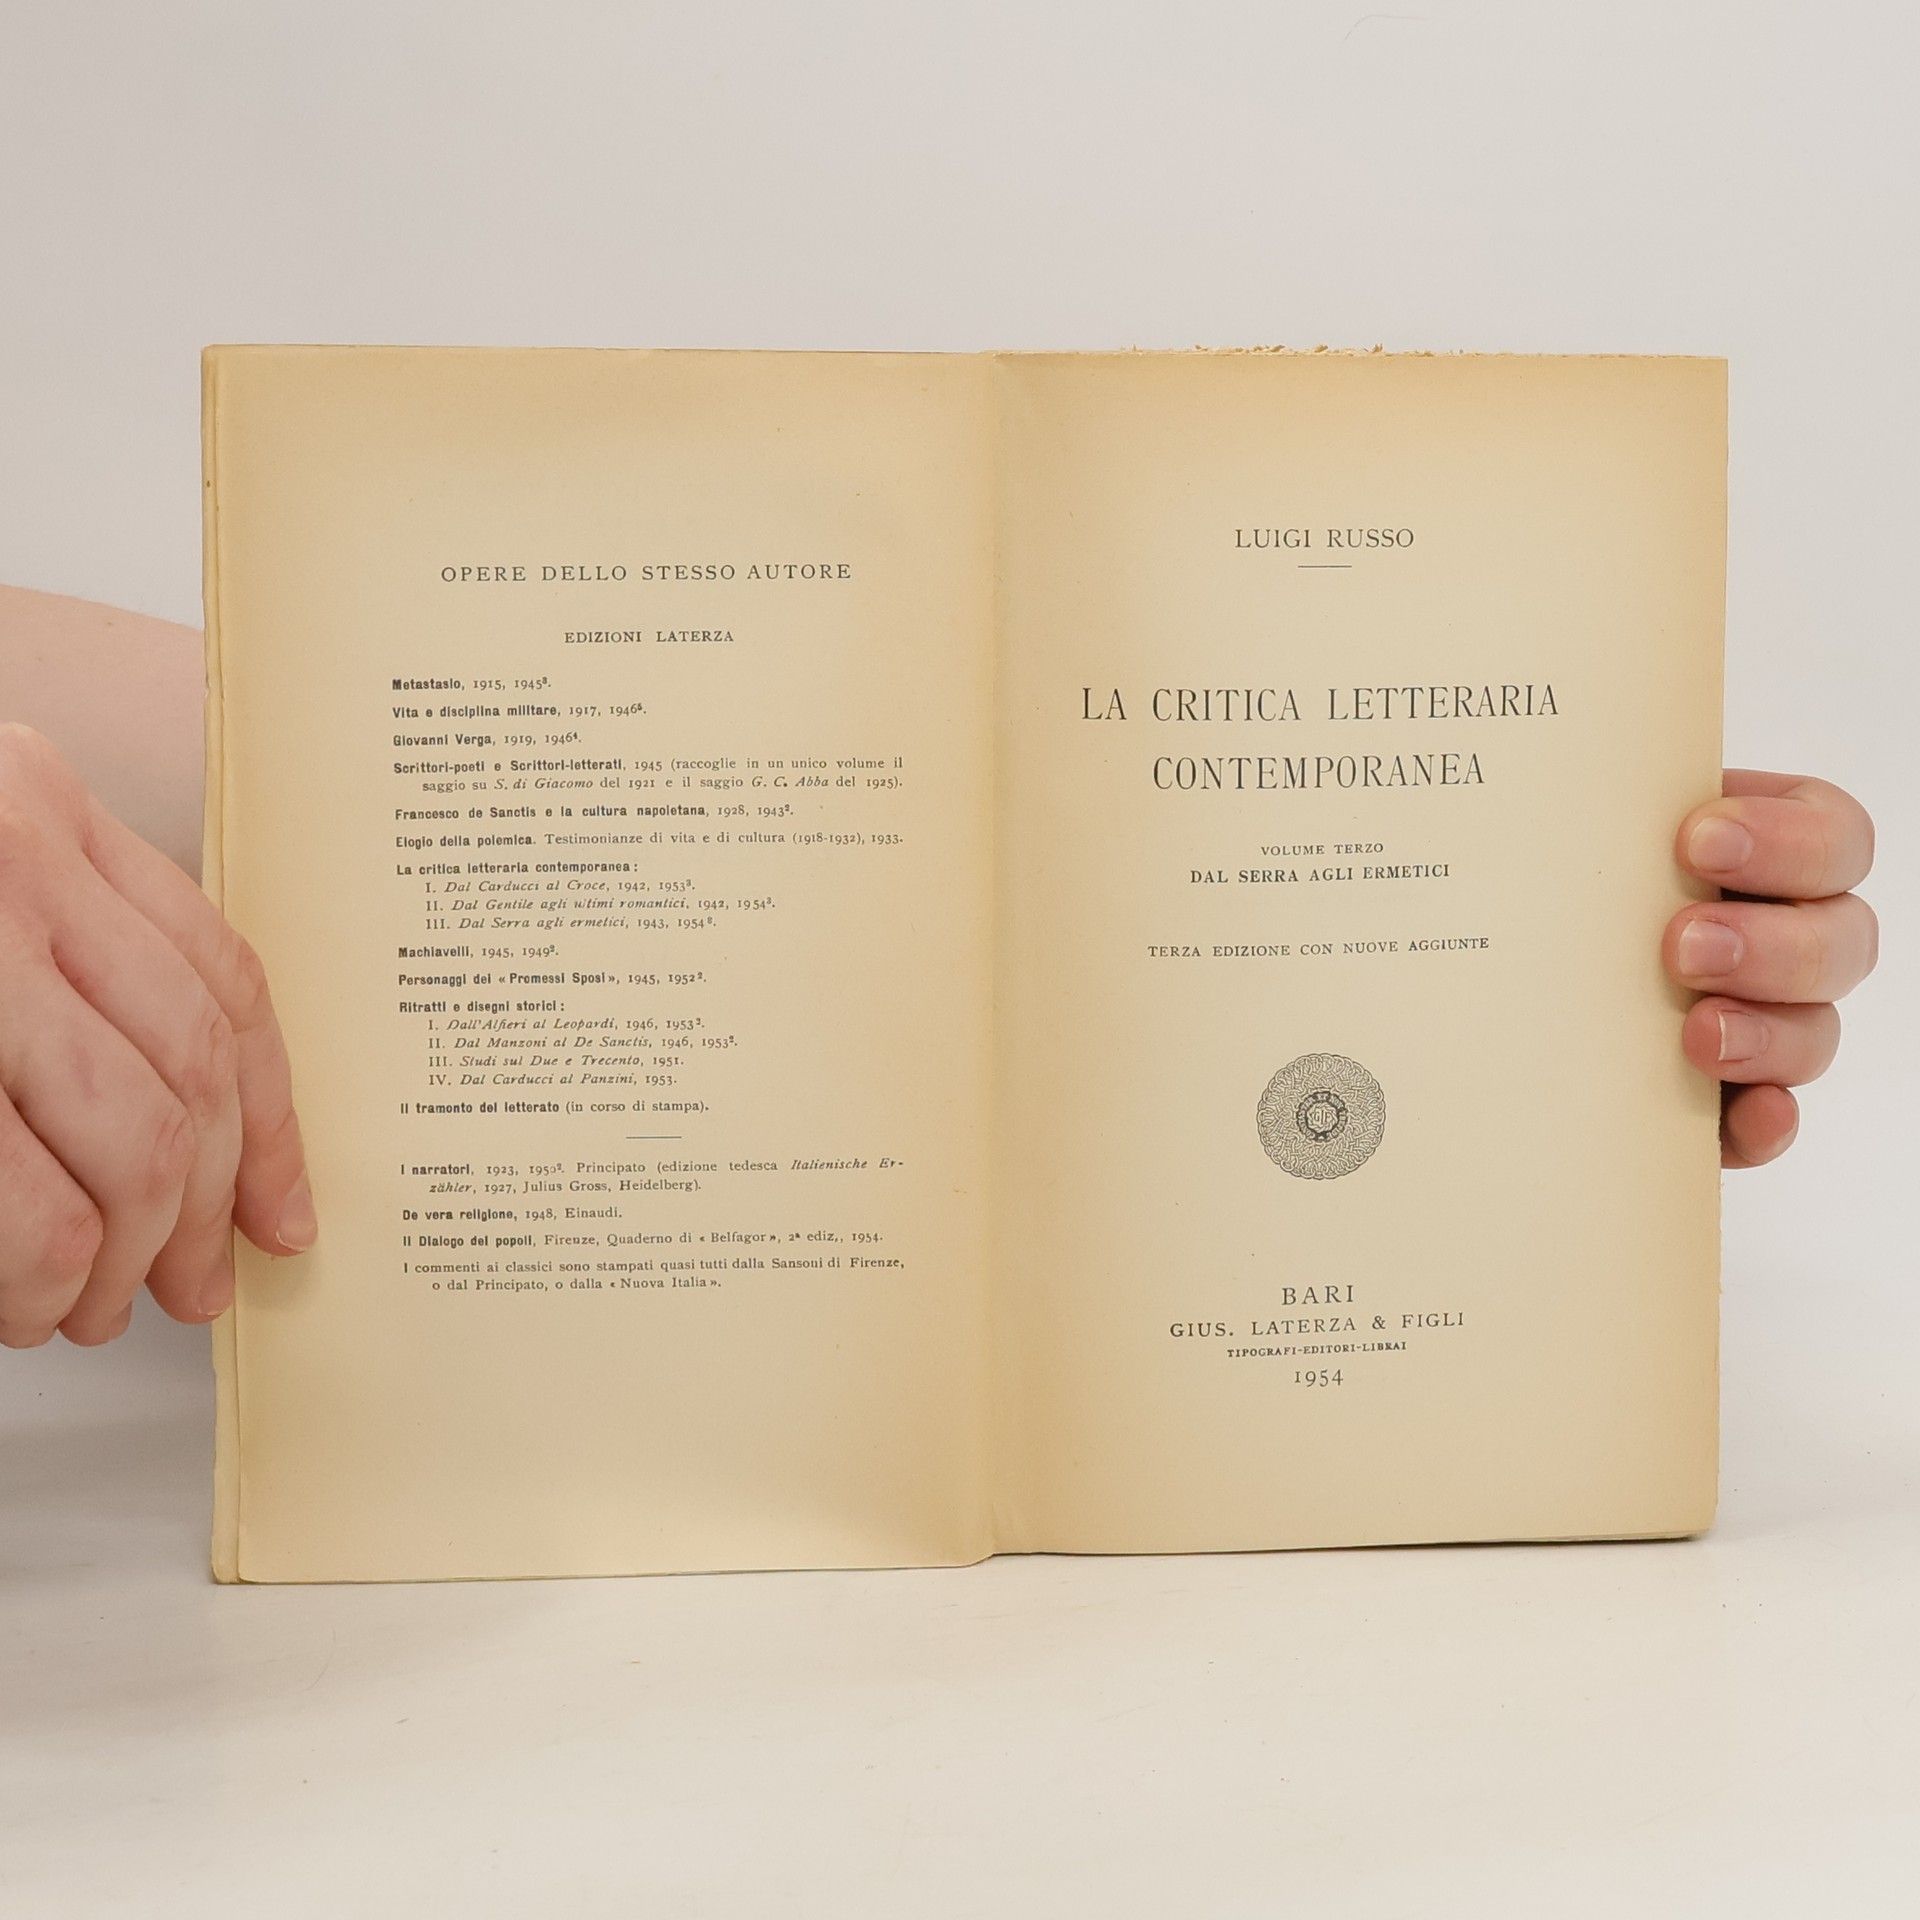 OPERE DELLO STESSO AUTORE
EDIZIONI LATERZA
Metastasio, 1915, 1945³.
Vita e disciplina militare, 1917, 1946⁵.
Giovanni Verga, 1919, 1946⁴.
Scrittori-poeti e Scrittori-letterati, 1945 (raccoglie in un unico volume il
saggio su S. di Giacomo del 1921 e il saggio G. C. Abba del 1925).
Francesco de Sanctis e la cultura napoletana, 1928, 1943².
Elogio della polemica. Testimonianze di vita e di cultura (1918-1932), 1933.
La critica letteraria contemporanea:
I. Dal Carducci al Croce, 1942, 1953³.
II. Dal Gentile agli ultimi romantici, 1942, 1954³.
III. Dal Serra agli ermetici, 1943, 1954³.
Machiavelli, 1945, 1949².
Personaggi dei « Promessi Sposi », 1945, 1952².
Ritratti e disegni storici:
I. Dall'Alfieri al Leopardi, 1946, 1953².
II. Dal Manzoni al De Sanctis, 1946, 1953².
III. Studi sul Due e Trecento, 1951.
IV. Dal Carducci al Panzini, 1953.
Il tramonto del letterato (in corso di stampa).
I narratori, 1923, 1950². Principato (edizione tedesca Italienische Er-
zähler, 1927, Julius Gross, Heidelberg).
De vera religione, 1948, Einaudi.
Il Dialogo dei popoli, Firenze, Quaderno di « Belfagor », 2ª ediz,, 1954.
I commenti ai classici sono stampati quasi tutti dalla Sansoni di Firenze,
o dal Principato, o dalla « Nuova Italia ».
LUIGI RUSSO
LA CRITICA LETTERARIA
CONTEMPORANEA
VOLUME TERZO
DAL SERRA AGLI ERMETICI
TERZA EDIZIONE CON NUOVE AGGIUNTE
BARI
GIUS. LATERZA & FIGLI
TIPOGRAFI-EDITORI-LIBRAI
1954